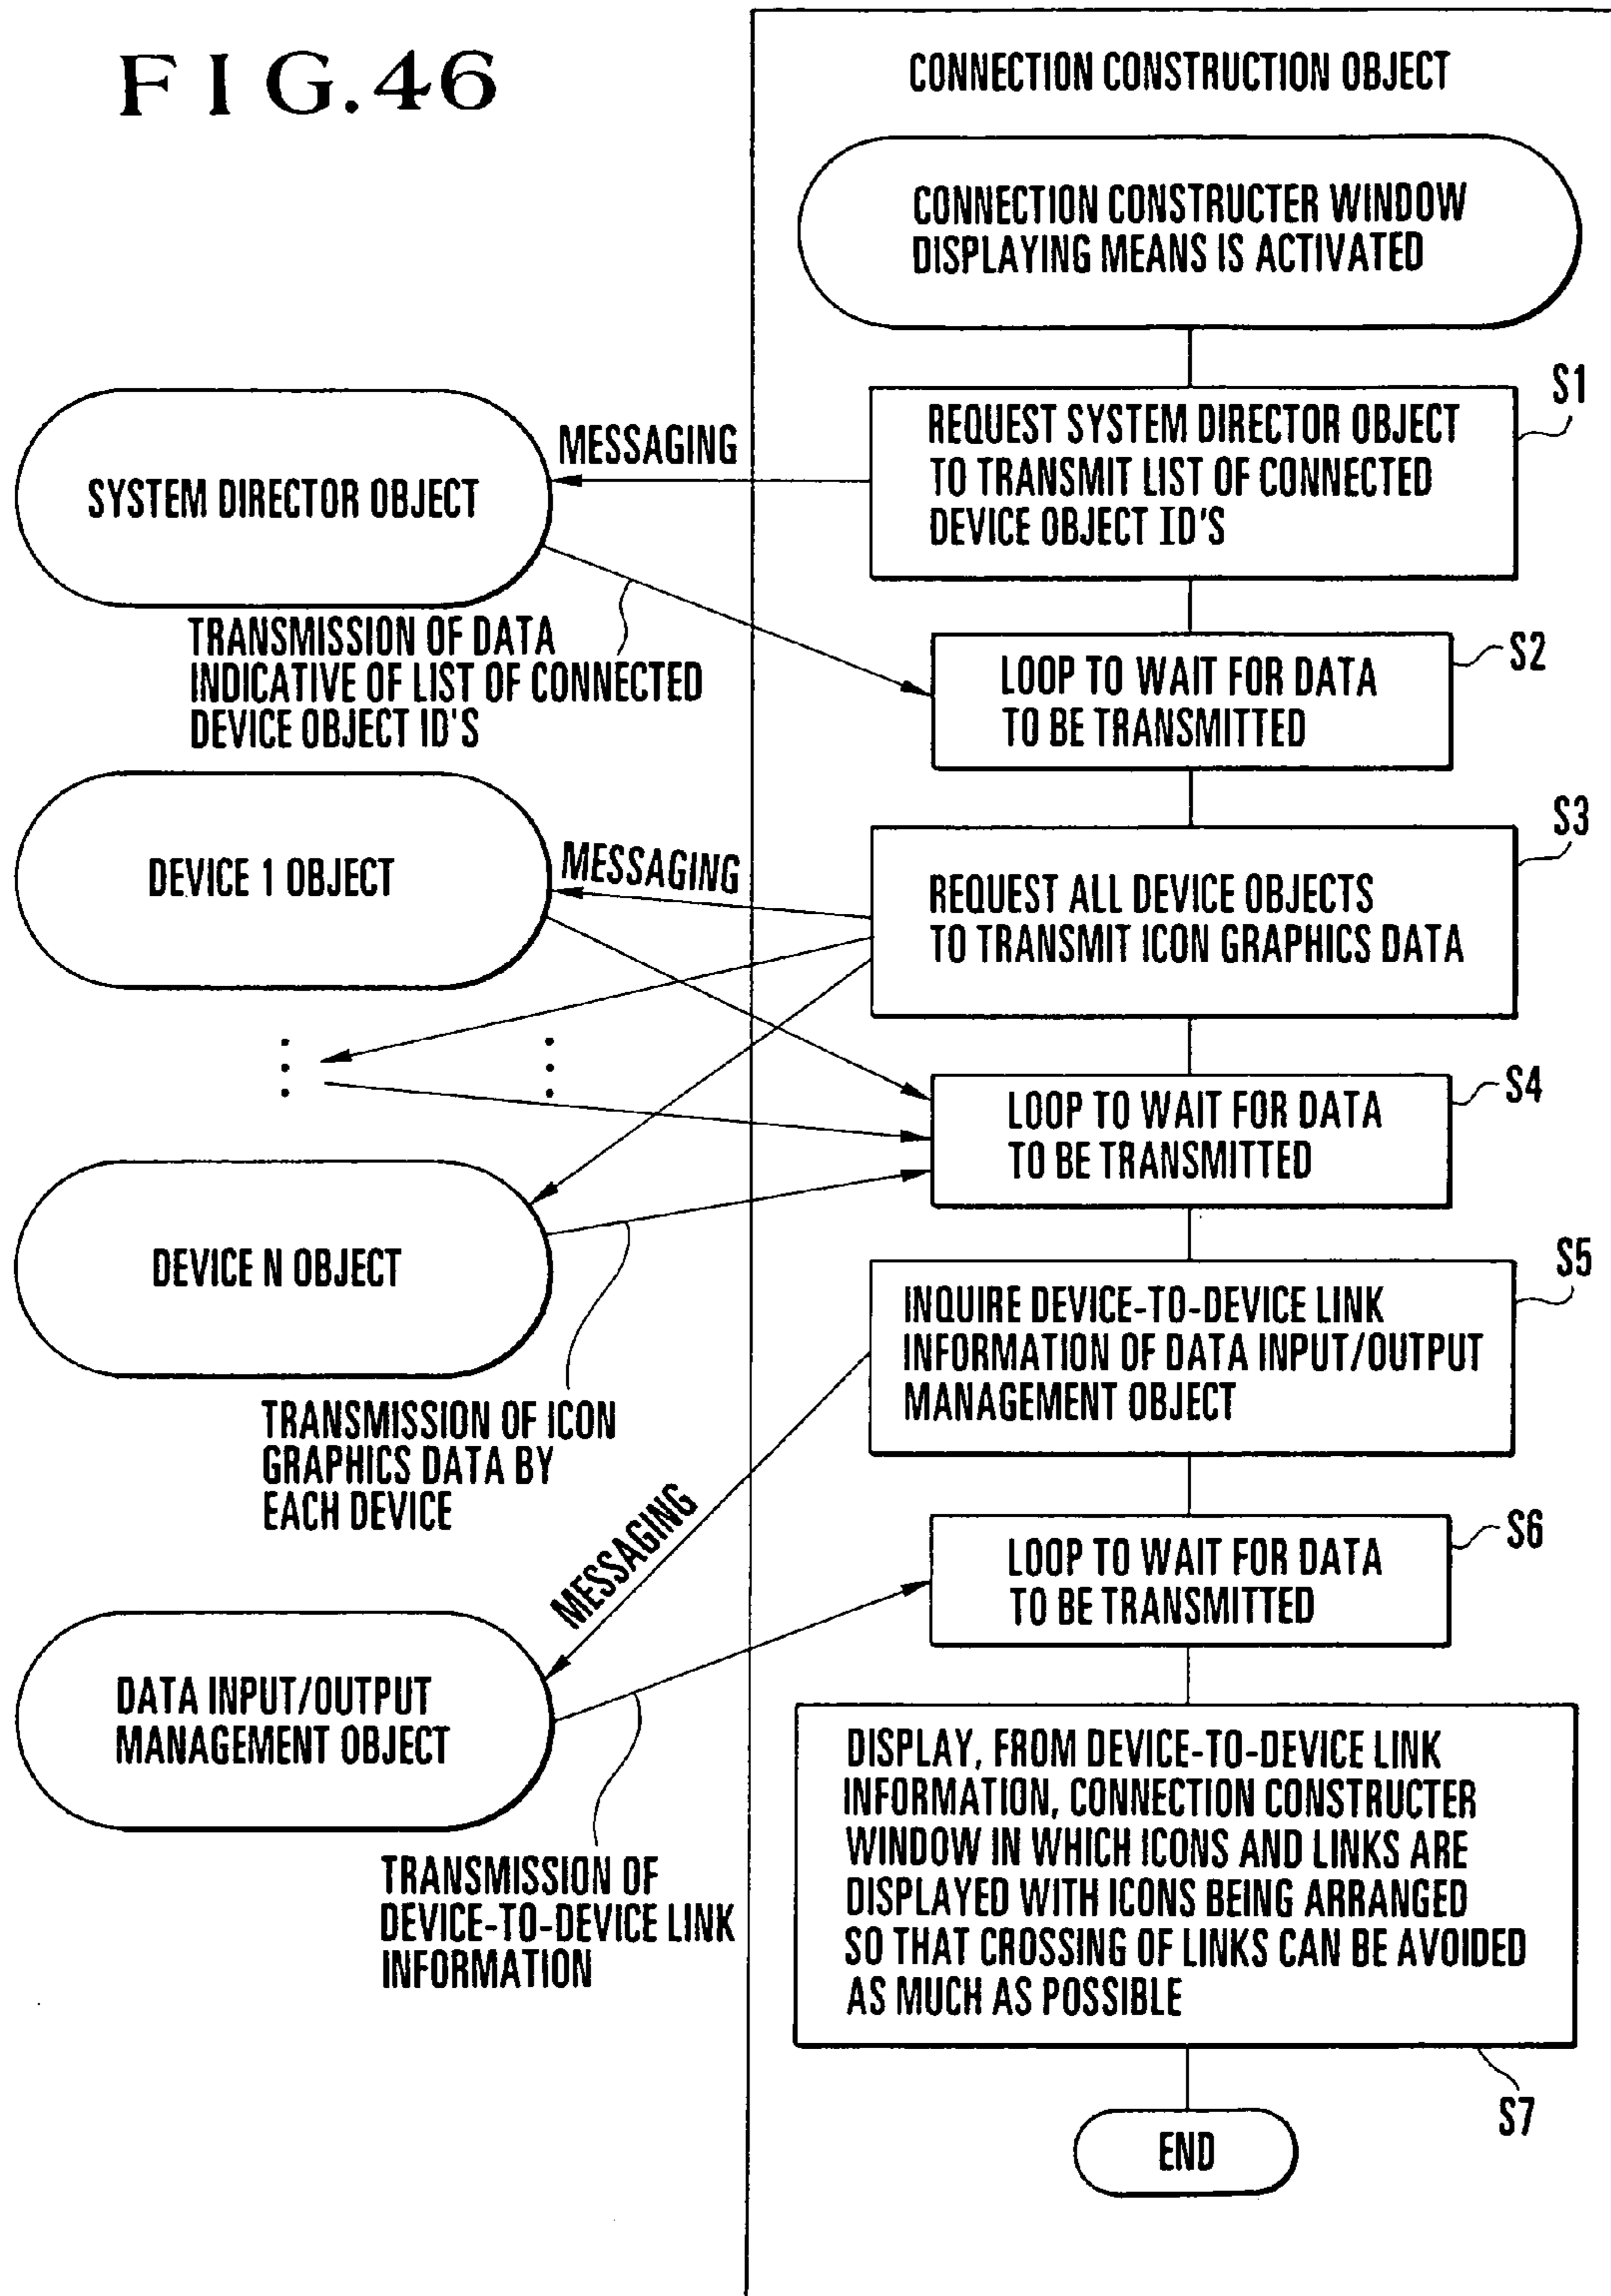 FIG.46
CONNECTION CONSTRUCTION OBJECT
CONNECTION CONSTRUCTER WINDOW
DISPLAYING MEANS IS ACTIVATED
S1
REQUEST SYSTEM DIRECTOR OBJECT
TO TRANSMIT LIST OF CONNECTED
DEVICE OBJECT ID'S
MESSAGING
SYSTEM DIRECTOR OBJECT
TRANSMISSION OF DATA
INDICATIVE OF LIST OF CONNECTED
DEVICE OBJECT ID'S
S2
LOOP TO WAIT FOR DATA
TO BE TRANSMITTED
S3
REQUEST ALL DEVICE OBJECTS
TO TRANSMIT ICON GRAPHICS DATA
MESSAGING
DEVICE 1 OBJECT
S4
LOOP TO WAIT FOR DATA
TO BE TRANSMITTED
DEVICE N OBJECT
TRANSMISSION OF ICON
GRAPHICS DATA BY
EACH DEVICE
S5
INQUIRE DEVICE-TO-DEVICE LINK
INFORMATION OF DATA INPUT/OUTPUT
MANAGEMENT OBJECT
MESSAGING
S6
LOOP TO WAIT FOR DATA
TO BE TRANSMITTED
DATA INPUT/OUTPUT
MANAGEMENT OBJECT
TRANSMISSION OF
DEVICE-TO-DEVICE LINK
INFORMATION
DISPLAY, FROM DEVICE-TO-DEVICE LINK
INFORMATION, CONNECTION CONSTRUCTER
WINDOW IN WHICH ICONS AND LINKS ARE
DISPLAYED WITH ICONS BEING ARRANGED
SO THAT CROSSING OF LINKS CAN BE AVOIDED
AS MUCH AS POSSIBLE
S7
END